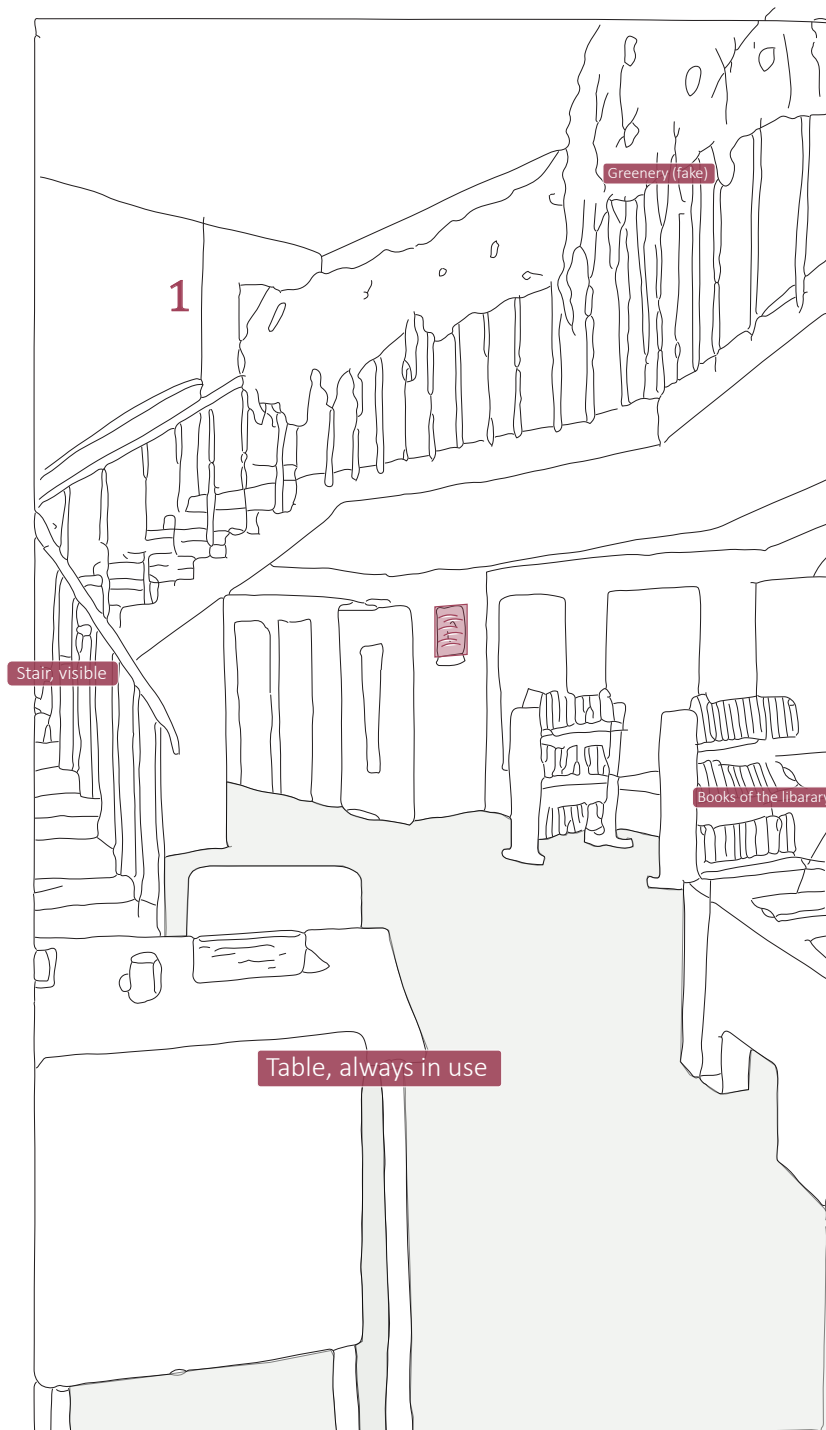 Greenery (fake)
1
Stair, visible
Books of the libarary
Table, always in use